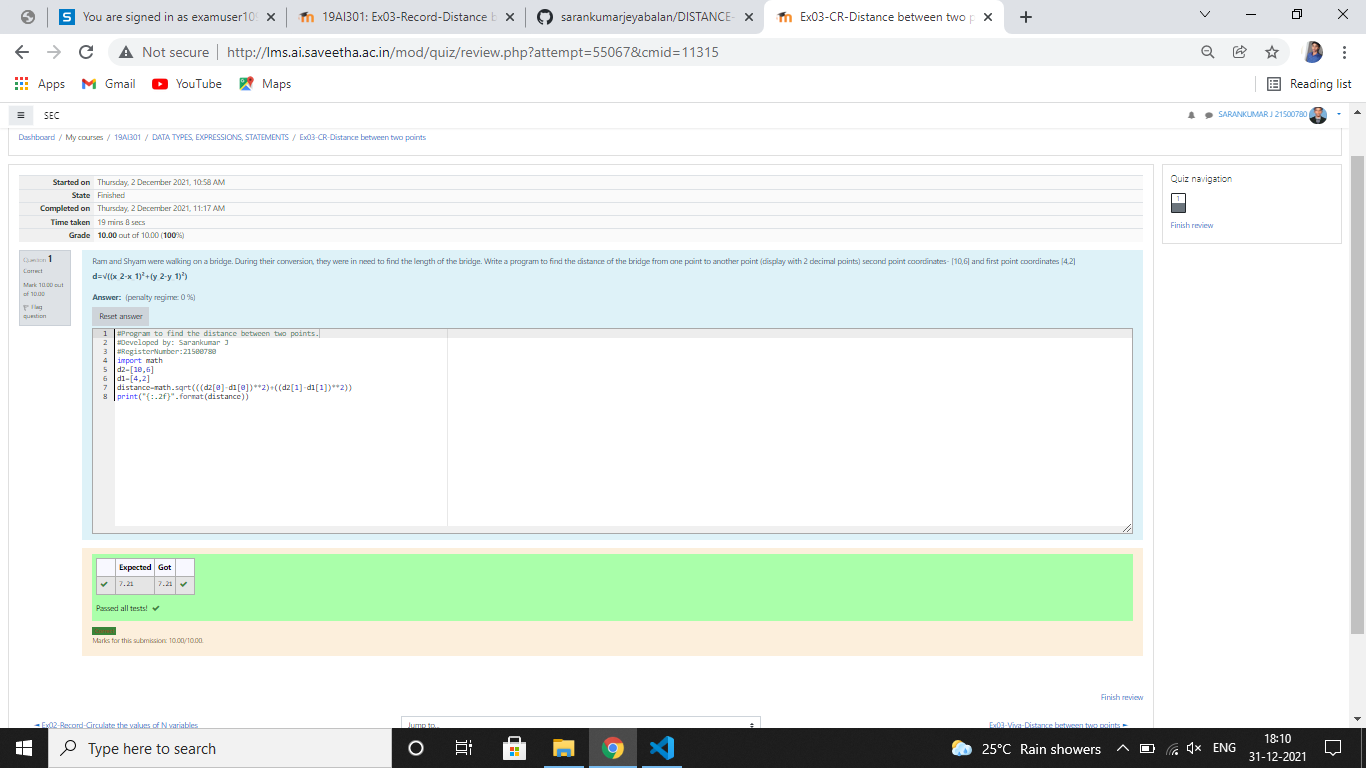 You are signed in as examuser109
19AI301: Ex03-Record-Distance b
sarankumarjeyabalan/DISTANCE-
Ex03-CR-Distance between two p
Not secure
http://lms.ai.saveetha.ac.in/mod/quiz/review.php?attempt=55067&cmid=11315
Apps
Gmail
YouTube
Maps
Reading list
SEC
SARANKUMAR J 21500780
Dashboard / My courses / 19AI301 / DATA TYPES, EXPRESSIONS, STATEMENTS / Ex03-CR-Distance between two points
Started on Thursday, 2 December 2021, 10:58 AM
State Finished
Completed on Thursday, 2 December 2021, 11:17 AM
Time taken 19 mins 8 secs
Grade 10.00 out of 10.00 (100%)
Quiz navigation
1
Finish review
Question 1
Correct
Mark 10.00 out
of 10.00
Flag
question
Ram and Shyam were walking on a bridge. During their conversion, they were in need to find the length of the bridge. Write a program to find the distance of the bridge from one point to another point (display with 2 decimal points) second point coordinates- [10,6] and first point coordinates [4,2]
d=√((x_2-x_1)²+(y_2-y_1)²)
Answer: (penalty regime: 0 %)
Reset answer
1 #Program to find the distance between two points.
2 #Developed by: Sarankumar J
3 #RegisterNumber:21500780
4 import math
5 d2=[10,6]
6 d1=[4,2]
7 distance=math.sqrt(((d2[0]-d1[0])**2)+((d2[1]-d1[1])**2))
8 print("{:.2f}".format(distance))
Expected Got
7.21 7.21
Passed all tests!
Marks for this submission: 10.00/10.00.
Finish review
◄ Ex02-Record-Circulate the values of N variables
Jump to...
Ex03-Viva-Distance between two points ►
Type here to search
25°C Rain showers
ENG
18:10
31-12-2021